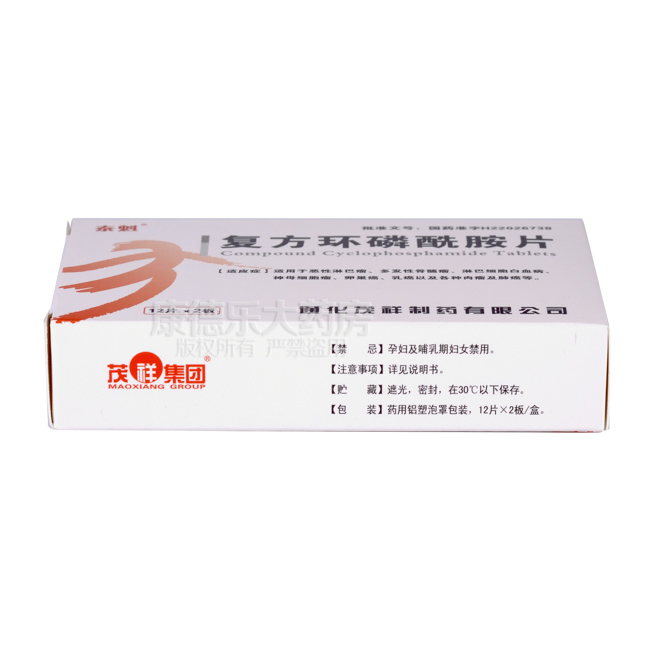 泰魁
批准文号：国药准字H22026738
复方环磷酰胺片
Compound Cyclophosphamide Tablets
[适应症] 适用于恶性淋巴瘤、多发性骨髓瘤、淋巴细胞白血病、
神母细胞瘤、卵巢癌、乳癌以及各种肉瘤及肺癌等。
12片×2板
通化茂祥制药有限公司
康德乐大药房
版权所有 严禁盗图
茂祥集团
MAOXIANG GROUP
【禁 忌】孕妇及哺乳期妇女禁用。
【注意事项】详见说明书。
【贮 藏】遮光，密封，在30℃以下保存。
【包 装】药用铝塑泡罩包装，12片×2板/盒。